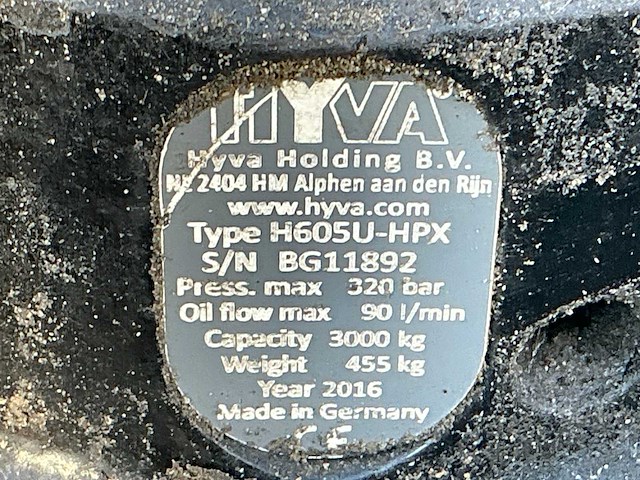 HYVA
Hyva Holding B.V.
NL 2404 HM Alphen aan den Rijn
www.hyva.com
Type H605U-HPX
S/N BG11892
Press. max 320 bar
Oil flow max 90 l/min
Capacity 3000 kg
Weight 455 kg
Year 2016
Made in Germany
CE